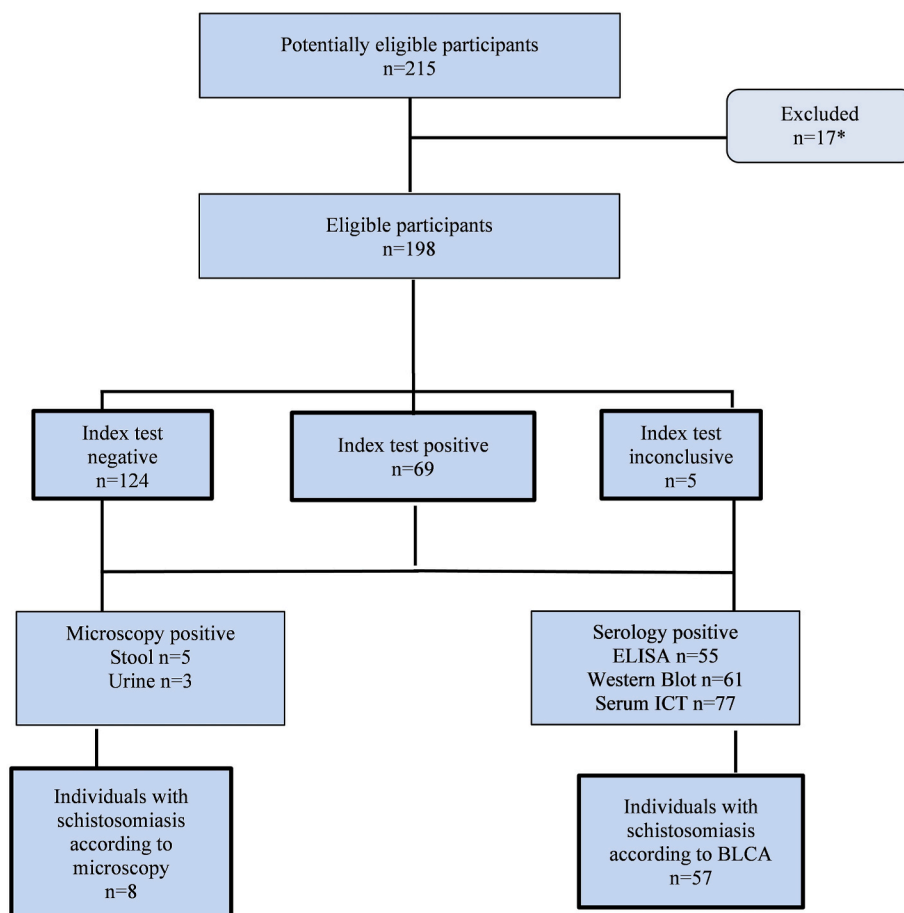 Potentially eligible participants
n=215
Excluded
n=17*
Eligible participants
n=198
Index test
negative
n=124
Index test positive
n=69
Index test
inconclusive
n=5
Microscopy positive
Stool n=5
Urine n=3
Serology positive
ELISA n=55
Western Blot n=61
Serum ICT n=77
Individuals with
schistosomiasis
according to
microscopy
n=8
Individuals with
schistosomiasis
according to BLCA
n=57